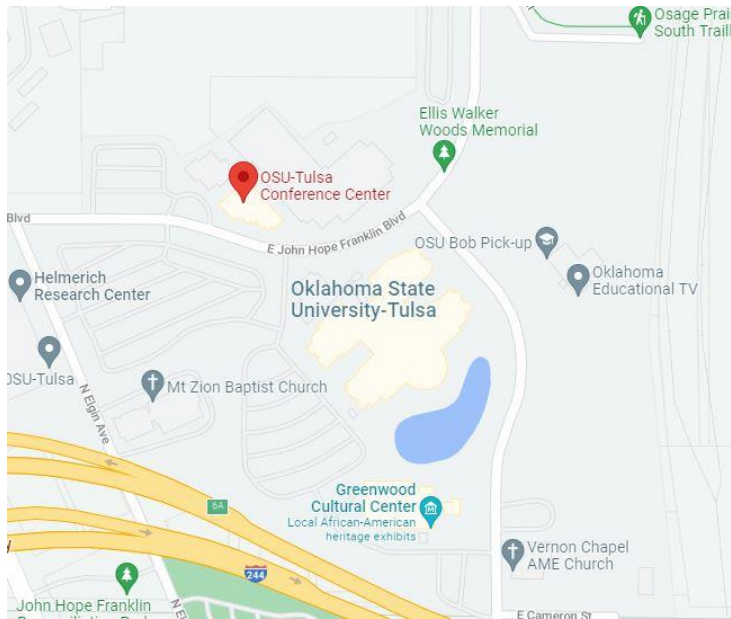 Osage Prai
South Traill
Ellis Walker
Woods Memorial
OSU-Tulsa
Conference Center
Blvd
E John Hope Franklin Blvd
OSU Bob Pick-up
Helmerich
Research Center
Oklahoma State
University-Tulsa
Oklahoma
Educational TV
OSU-Tulsa
Mt Zion Baptist Church
N Elgin Ave
6A
Greenwood
Cultural Center
Local African-American
heritage exhibits
Vernon Chapel
AME Church
244
John Hope Franklin
E Cameron St
N El